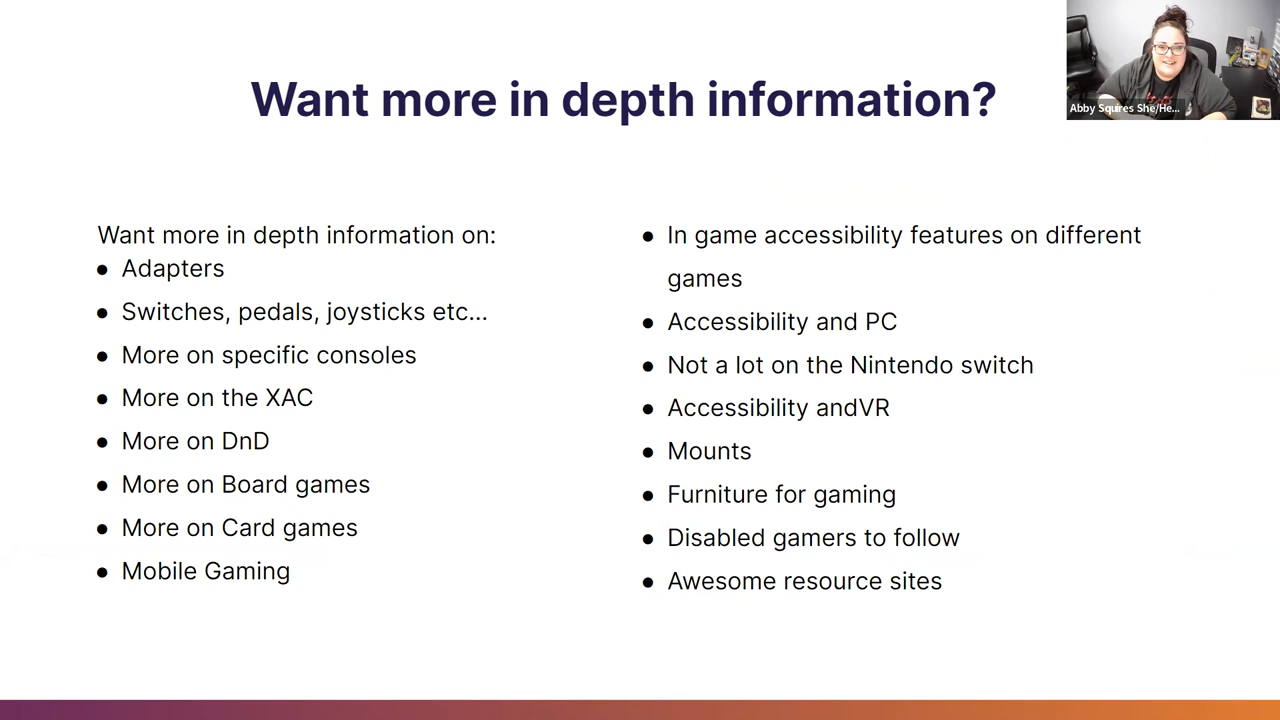 Want more in depth information?
Abby Squires She/He...
Want more in depth information on:
● Adapters
● Switches, pedals, joysticks etc...
● More on specific consoles
● More on the XAC
● More on DnD
● More on Board games
● More on Card games
● Mobile Gaming
● In game accessibility features on different
games
● Accessibility and PC
● Not a lot on the Nintendo switch
● Accessibility andVR
● Mounts
● Furniture for gaming
● Disabled gamers to follow
● Awesome resource sites